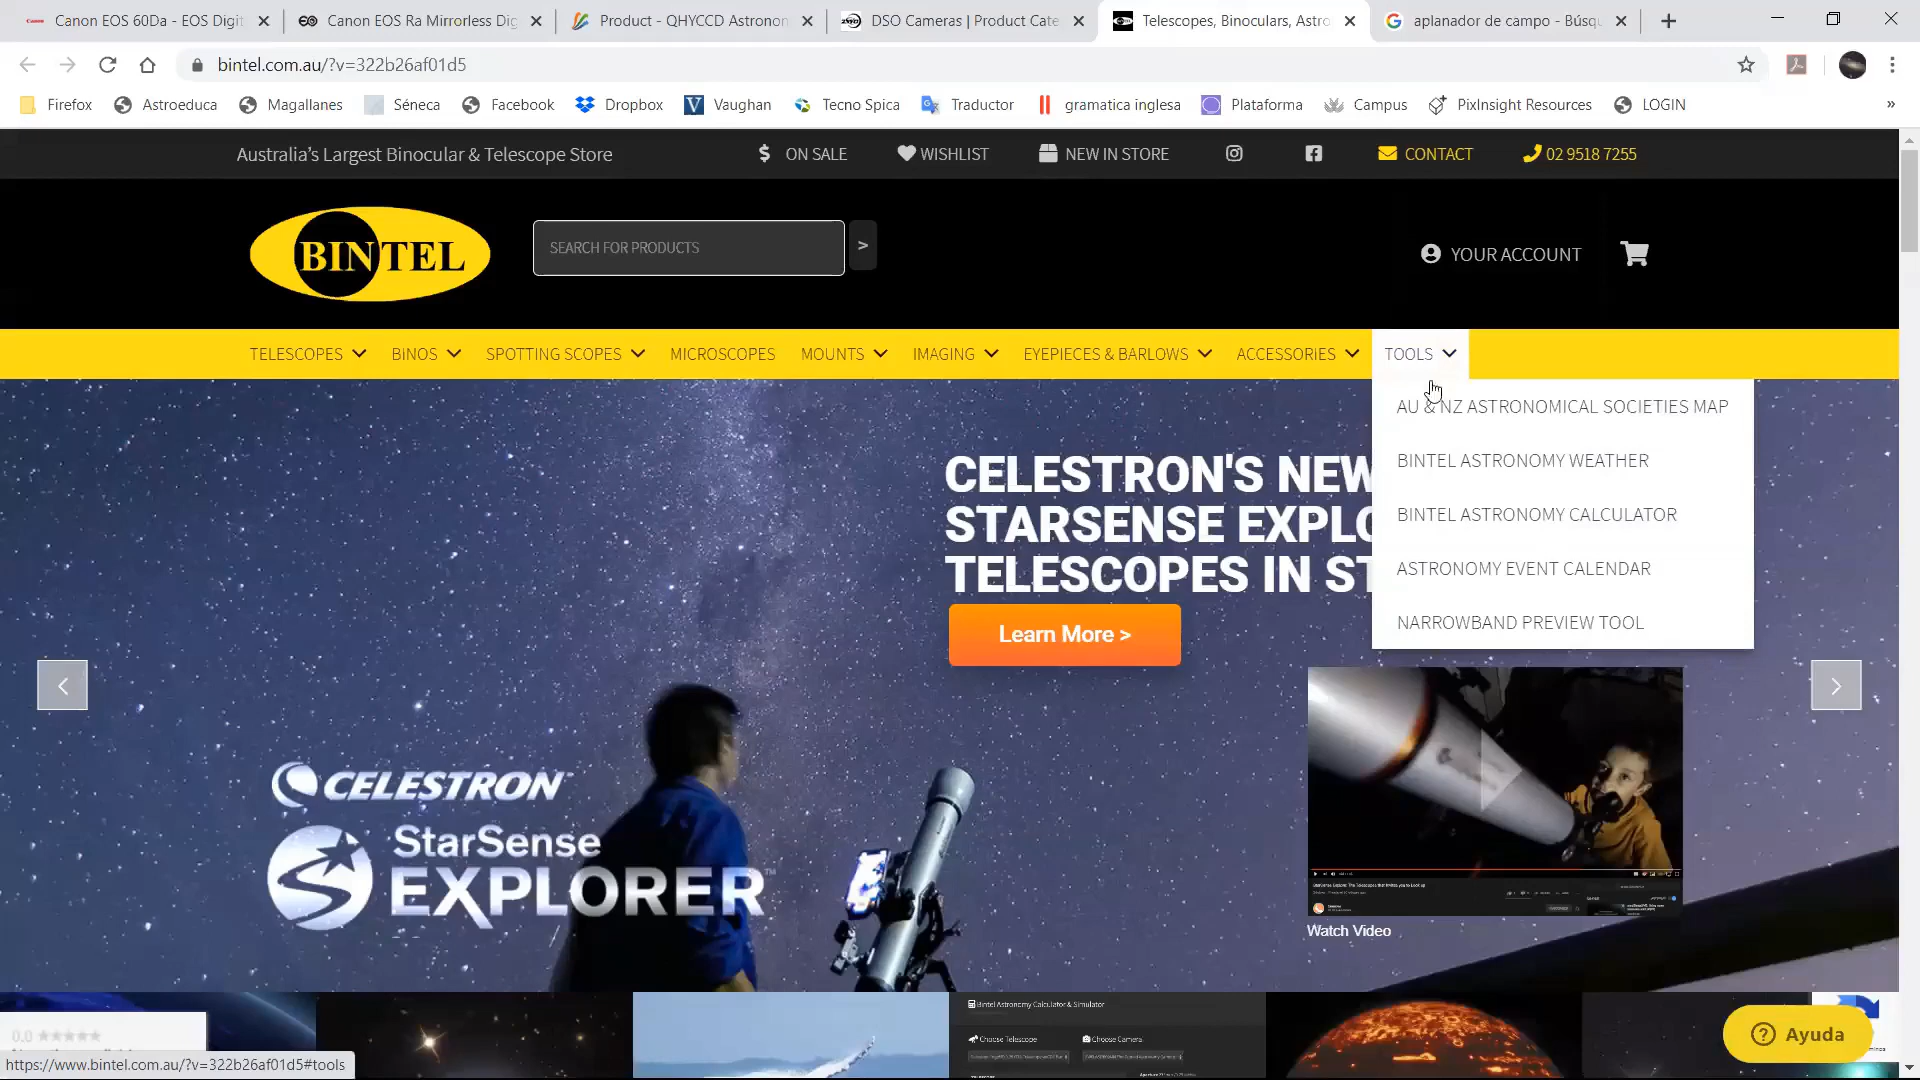 Canon EOS 60Da - EOS Digit
Canon EOS Ra Mirrorless Dig
Product - QHYCCD Astronon
DSO Cameras | Product Cate
Telescopes, Binoculars, Astro
aplanador de campo - Búsqu
bintel.com.au/?v=322b26af01d5
Firefox
Astroeduca
Magallanes
Séneca
Facebook
Dropbox
Vaughan
Tecno Spica
Traductor
gramatica inglesa
Plataforma
Campus
PixInsight Resources
LOGIN
»
Australia's Largest Binocular & Telescope Store
ON SALE
WISHLIST
NEW IN STORE
CONTACT
02 9518 7255
BINTEL
SEARCH FOR PRODUCTS
>
YOUR ACCOUNT
TELESCOPES
BINOS
SPOTTING SCOPES
MICROSCOPES
MOUNTS
IMAGING
EYEPIECES & BARLOWS
ACCESSORIES
TOOLS
AU & NZ ASTRONOMICAL SOCIETIES MAP
BINTEL ASTRONOMY WEATHER
BINTEL ASTRONOMY CALCULATOR
ASTRONOMY EVENT CALENDAR
NARROWBAND PREVIEW TOOL
CELESTRON'S NEW
STARSENSE EXPLO
TELESCOPES IN ST
Learn More >
CELESTRON
StarSense
EXPLORER™
Watch Video
Bintel Astronomy Calculator & Simulator
Choose Telescope
Choose Camera
0.0
Ayuda
https://www.bintel.com.au/?v=322b26af01d5#tools